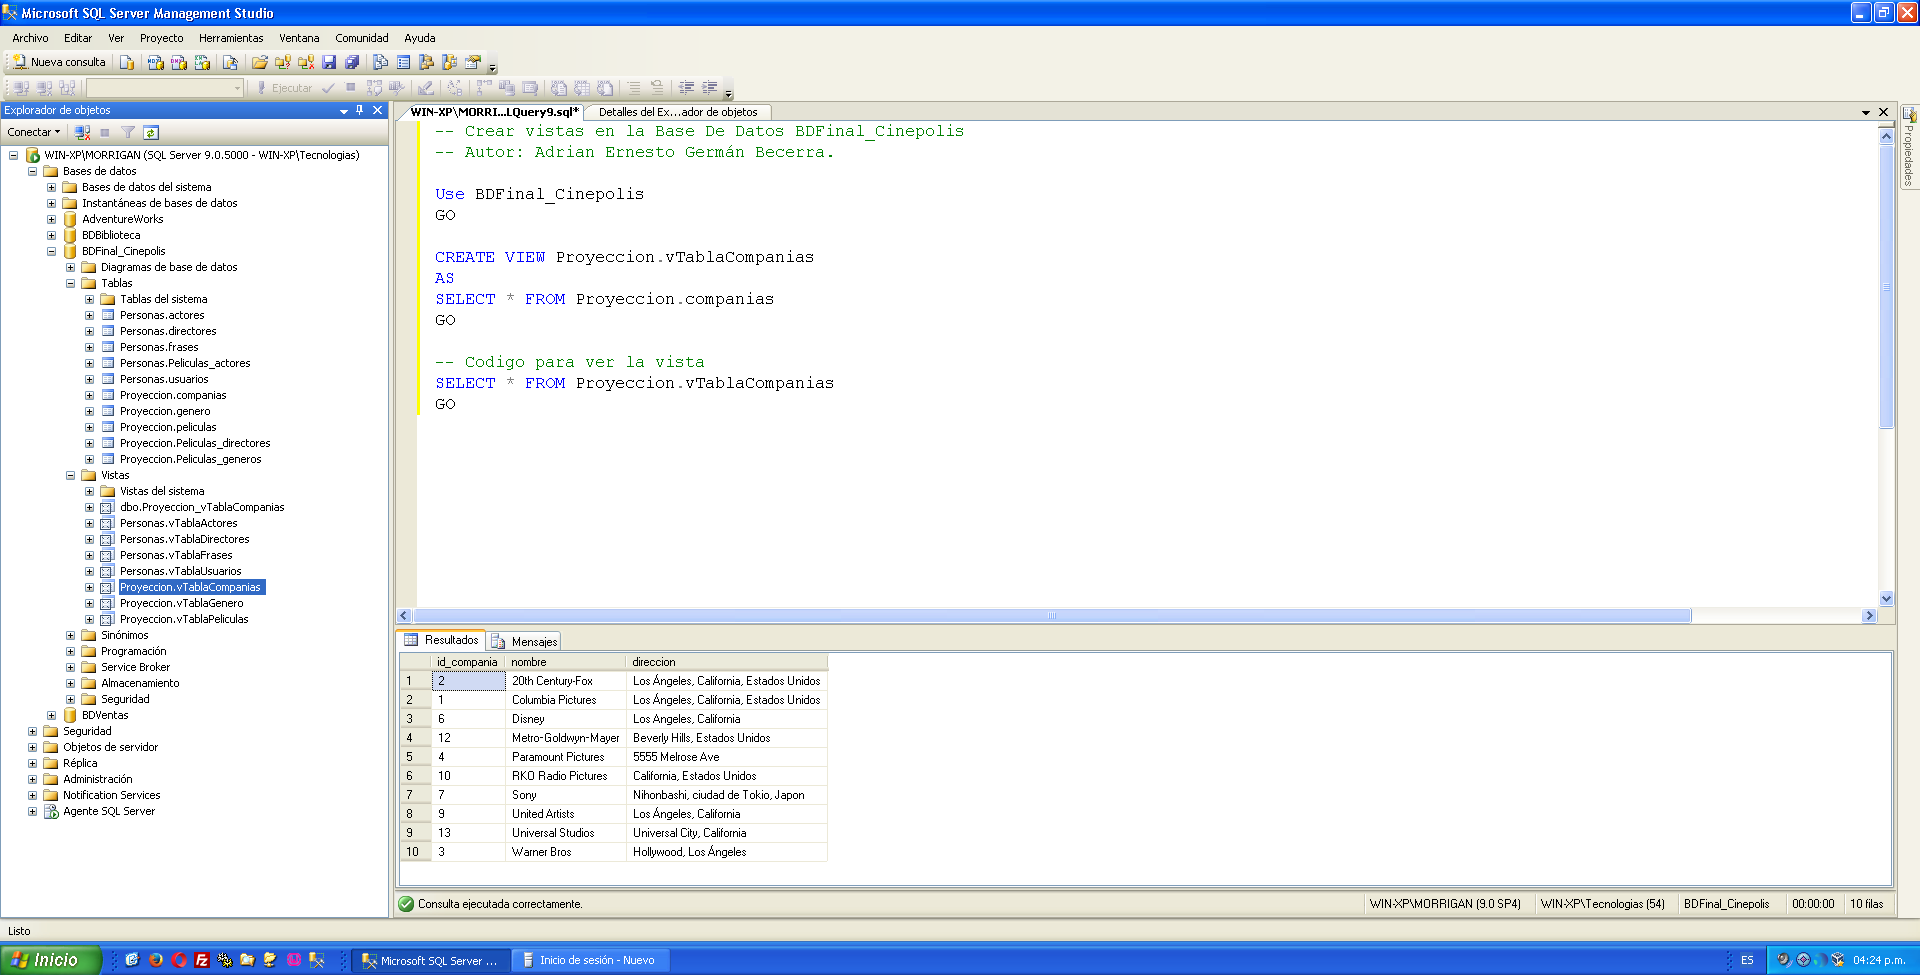 Microsoft SQL Server Management Studio
Archivo Editar Ver Proyecto Herramientas Ventana Comunidad Ayuda
Nueva consulta
Ejecutar
Explorador de objetos
Conectar
WIN-XP\MORRIGAN (SQL Server 9.0.5000 - WIN-XP\Tecnologias)
Bases de datos
Bases de datos del sistema
Instantáneas de bases de datos
AdventureWorks
BDBiblioteca
BDFinal_Cinepolis
Diagramas de base de datos
Tablas
Tablas del sistema
Personas.actores
Personas.directores
Personas.frases
Personas.Peliculas_actores
Personas.usuarios
Proyeccion.companias
Proyeccion.genero
Proyeccion.peliculas
Proyeccion.Peliculas_directores
Proyeccion.Peliculas_generos
Vistas
Vistas del sistema
dbo.Proyeccion_vTablaCompanias
Personas.vTablaActores
Personas.vTablaDirectores
Personas.vTablaFrases
Personas.vTablaUsuarios
Proyeccion.vTablaCompanias
Proyeccion.vTablaGenero
Proyeccion.vTablaPeliculas
Sinónimos
Programación
Service Broker
Almacenamiento
Seguridad
BDVentas
Seguridad
Objetos de servidor
Réplica
Administración
Notification Services
Agente SQL Server
WIN-XP\MORRI...LQuery9.sql* Detalles del Ex...ador de objetos
-- Crear vistas en la Base De Datos BDFinal_Cinepolis
-- Autor: Adrian Ernesto Germán Becerra.
Use BDFinal_Cinepolis
GO
CREATE VIEW Proyeccion.vTablaCompanias
AS
SELECT * FROM Proyeccion.companias
GO
-- Codigo para ver la vista
SELECT * FROM Proyeccion.vTablaCompanias
GO
Propiedades
Resultados Mensajes
id_compania nombre direccion
1 2 20th Century-Fox Los Ángeles, California, Estados Unidos
2 1 Columbia Pictures Los Ángeles, California, Estados Unidos
3 6 Disney Los Angeles, California
4 12 Metro-Goldwyn-Mayer Beverly Hills, Estados Unidos
5 4 Paramount Pictures 5555 Melrose Ave
6 10 RKO Radio Pictures California, Estados Unidos
7 7 Sony Nihonbashi, ciudad de Tokio, Japon
8 9 United Artists Los Ángeles, California
9 13 Universal Studios Universal City, California
10 3 Warner Bros Hollywood, Los Ángeles
Consulta ejecutada correctamente. WIN-XP\MORRIGAN (9.0 SP4) WIN-XP\Tecnologias (54) BDFinal_Cinepolis 00:00:00 10 filas
Listo
Inicio Microsoft SQL Server ... Inicio de sesión - Nuevo ES 04:24 p.m.